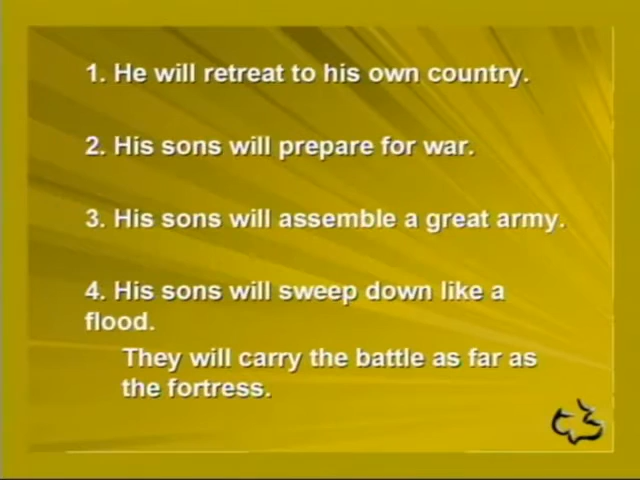 1. He will retreat to his own country.
2. His sons will prepare for war.
3. His sons will assemble a great army.
4. His sons will sweep down like a
flood.
They will carry the battle as far as
the fortress.